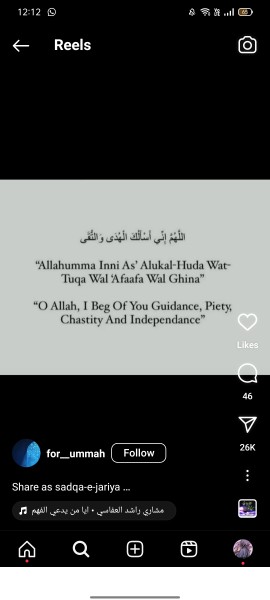 12:12
65
Reels
اللَّهُمَّ إِنِّي أَسْأَلُكَ الْهُدَى وَالتُّقَى
“Allahumma Inni As’ Alukal-Huda Wat-
Tuqa Wal ‘Afaafa Wal Ghina”
“O Allah, I Beg Of You Guidance, Piety,
Chastity And Independance”
Likes
46
26K
for__ummah
Follow
Share as sadqa-e-jariya ...
مشاري راشد العفاسي • ايا من يدعي الفهم